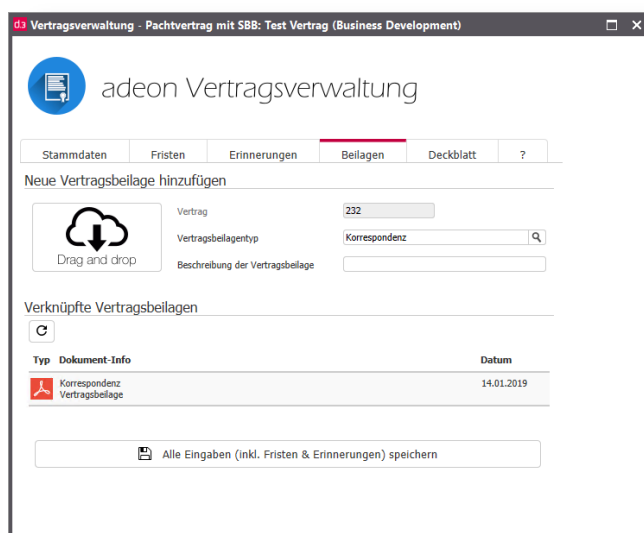 d3 Vertragsverwaltung - Pachtvertrag mit SBB: Test Vertrag (Business Development)
adeon Vertragsverwaltung
Stammdaten Fristen Erinnerungen Beilagen Deckblatt ?
Neue Vertragsbeilage hinzufügen
Vertrag 232
Vertragsbeilagentyp Korrespondenz
Drag and drop
Beschreibung der Vertragsbeilage
Verknüpfte Vertragsbeilagen
Typ Dokument-Info Datum
Korrespondenz 14.01.2019
Vertragsbeilage
Alle Eingaben (inkl. Fristen & Erinnerungen) speichern